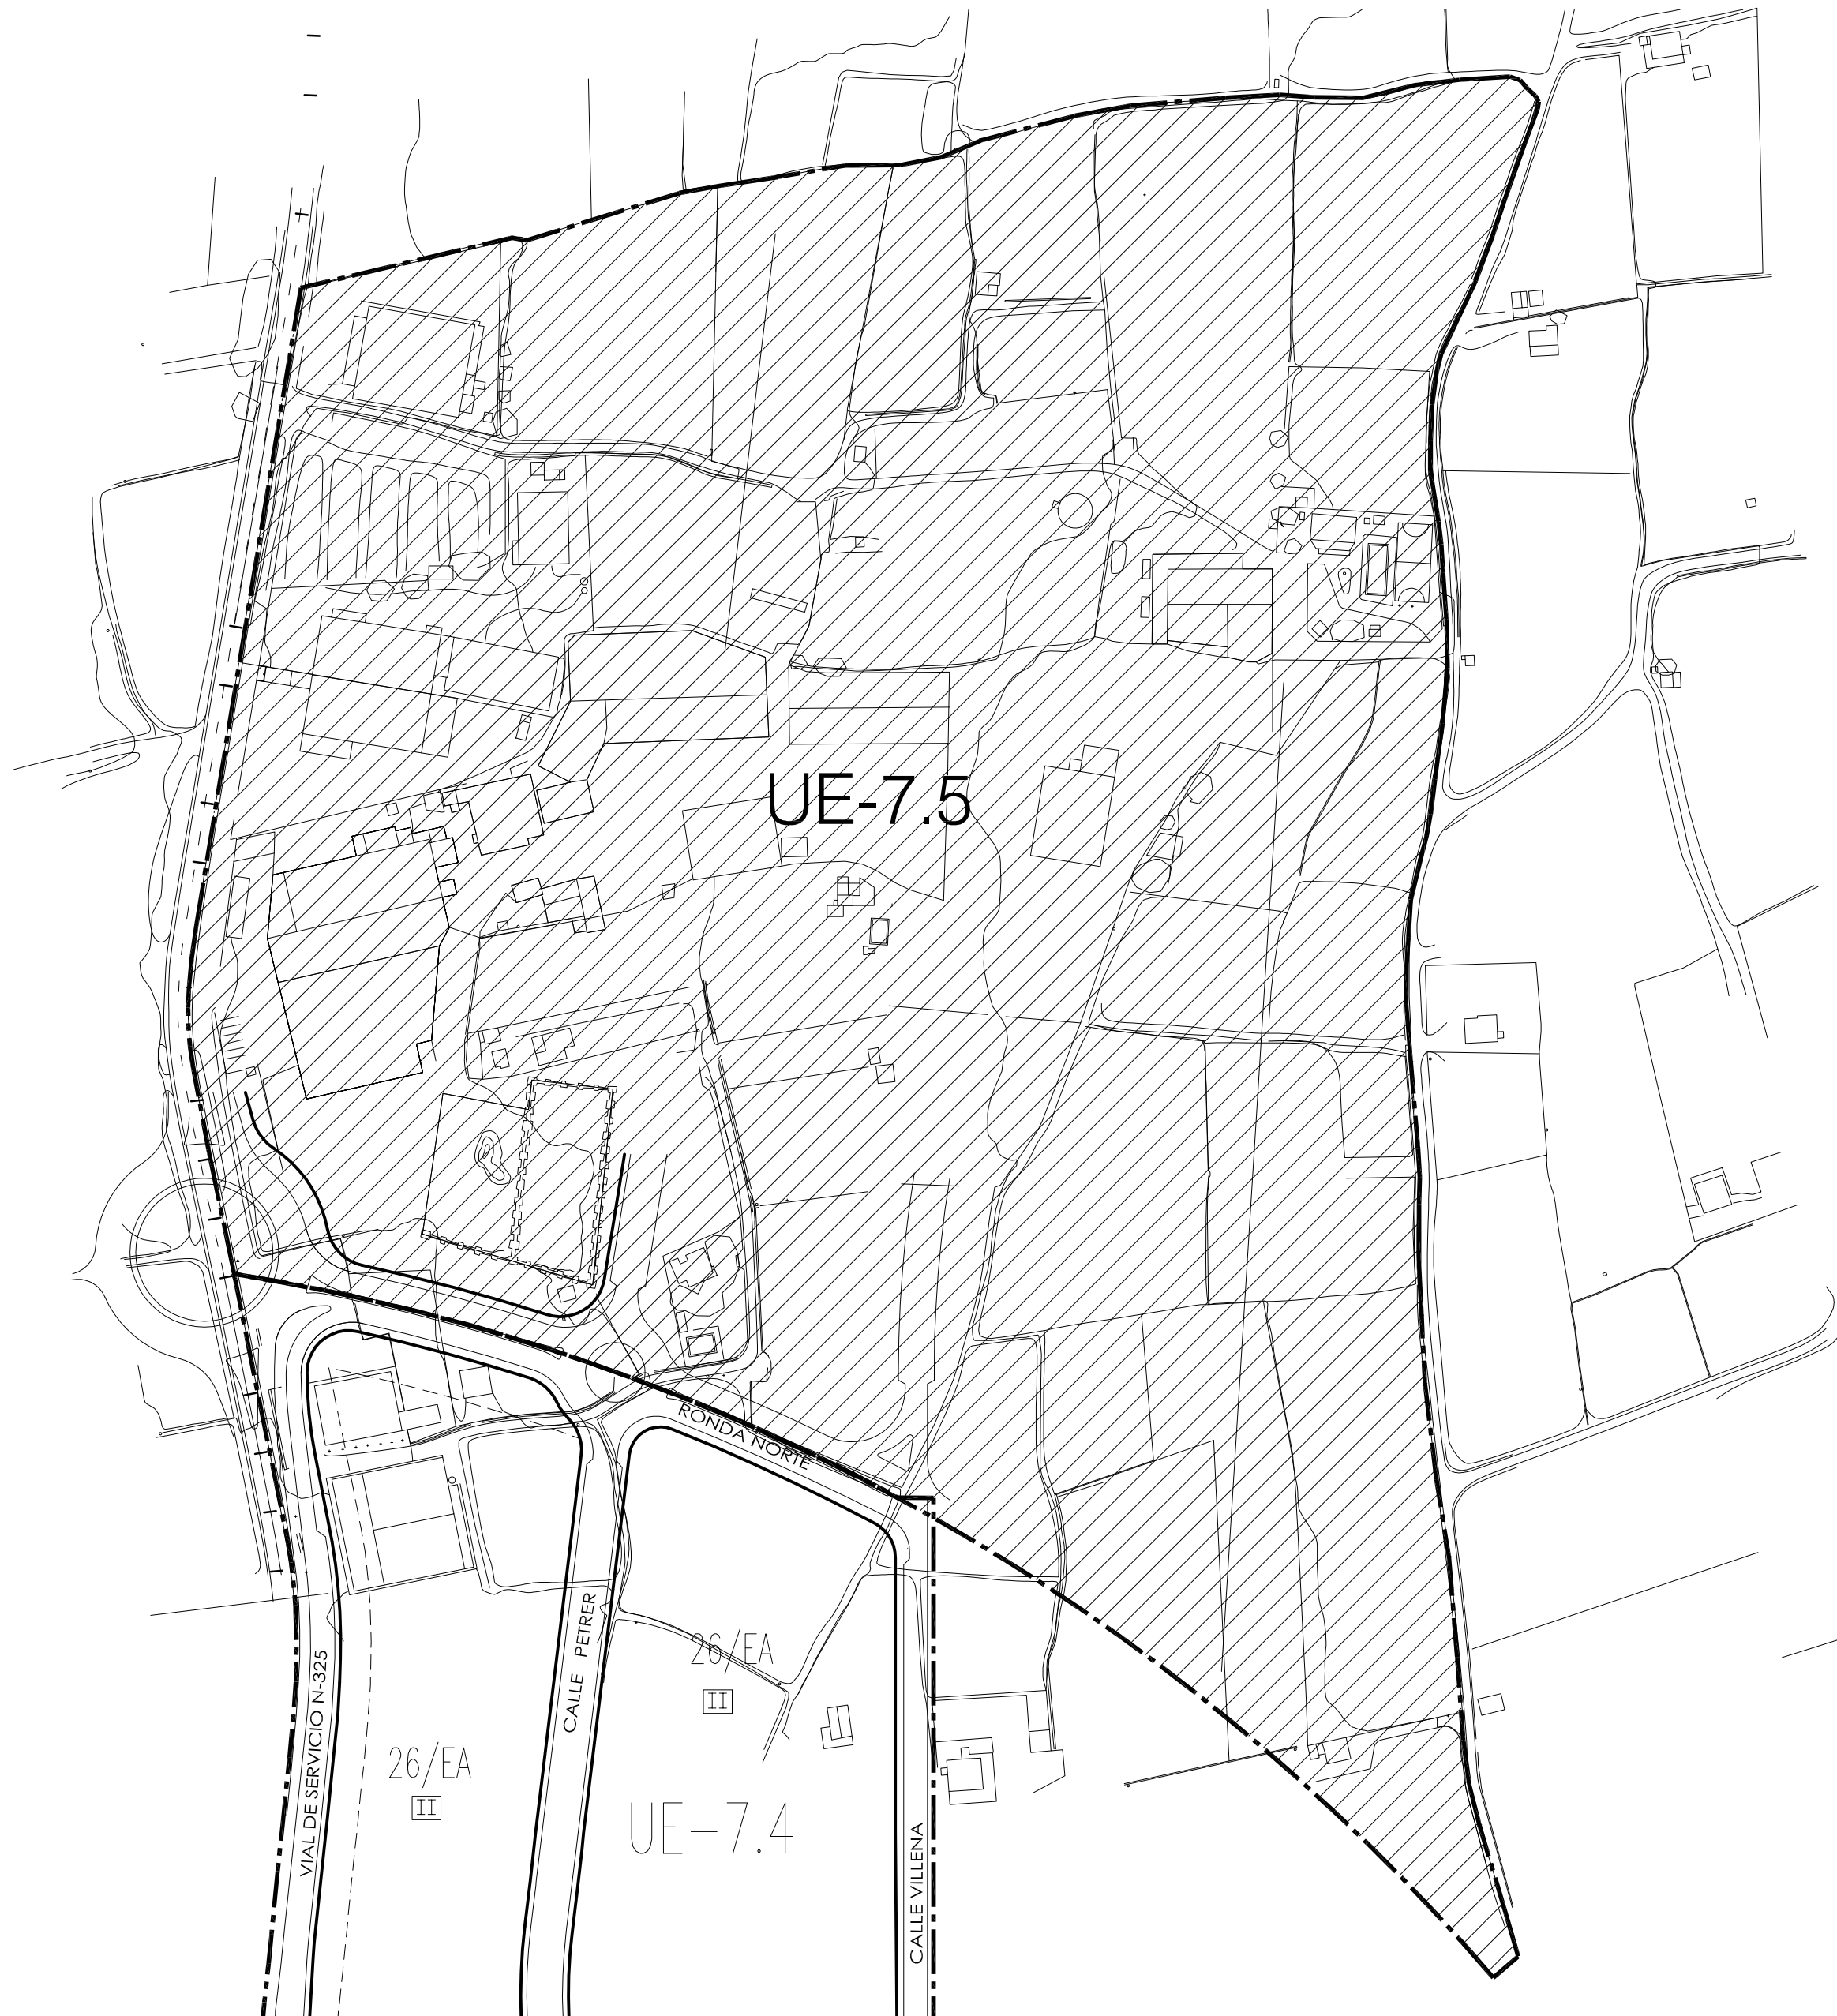 UE-7.5
RONDA NORTE
CALLE PETRER
26/EA
II
VIAL DE SERVICIO N-325
26/EA
II
UE-7.4
CALLE VILLENA